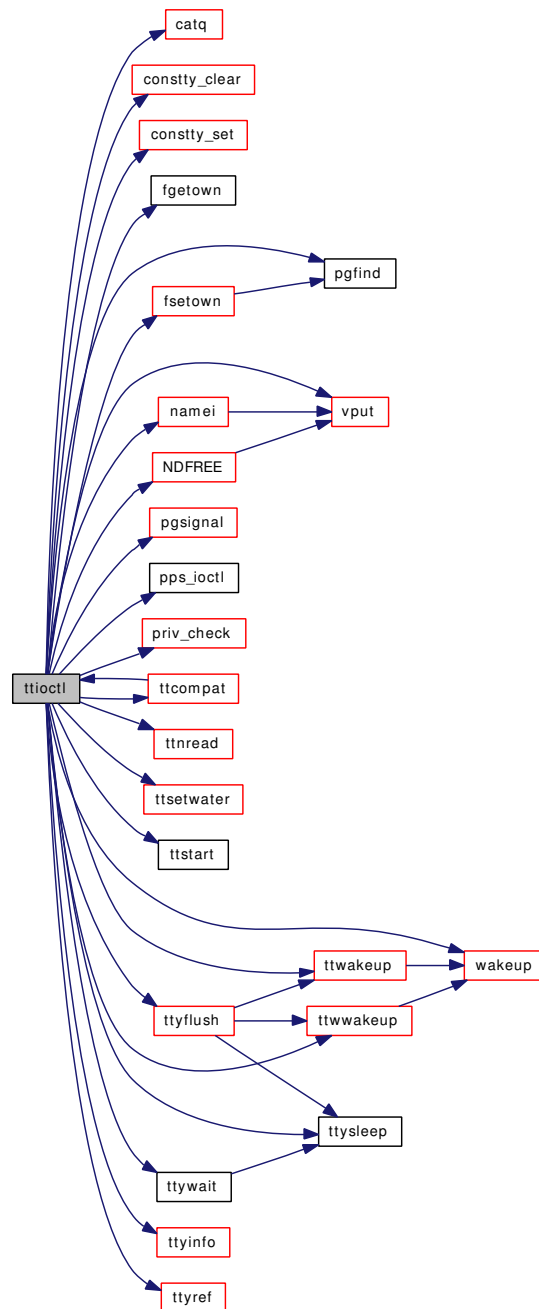 catq
constty_clear
constty_set
fgetown
pgfind
fsetown
namei
vput
NDFREE
pgsignal
pps_ioctl
priv_check
ttioctl
ttcompat
ttnread
ttsetwater
ttstart
ttwakeup
wakeup
ttyflush
ttwwakeup
ttysleep
ttywait
ttyinfo
ttyref